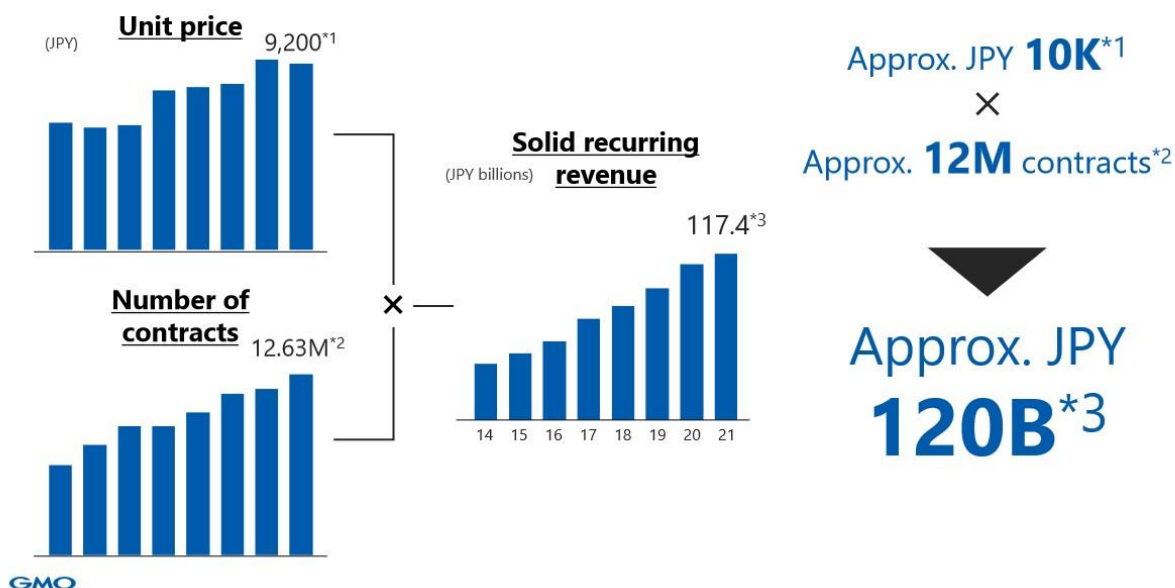 Unit price
(JPY)
9,200*1
Number of
contracts
12.63M*2
×
Solid recurring
revenue
(JPY billions)
117.4*3
14 15 16 17 18 19 20 21
Approx. JPY 10K*1
×
Approx. 12M contracts*2
Approx. JPY
120B*3
GMO